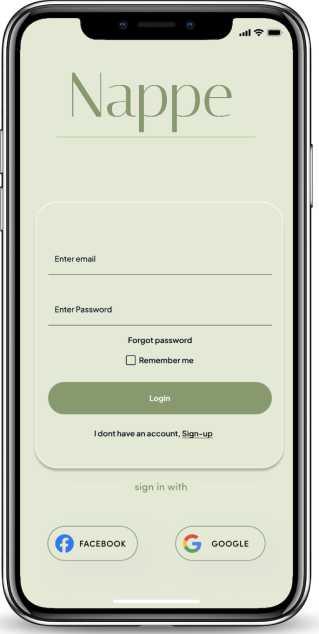 Nappe
Enter email
Enter Password
Forgot password
Remember me
Login
I dont have an account, Sign-up
sign in with
FACEBOOK
GOOGLE